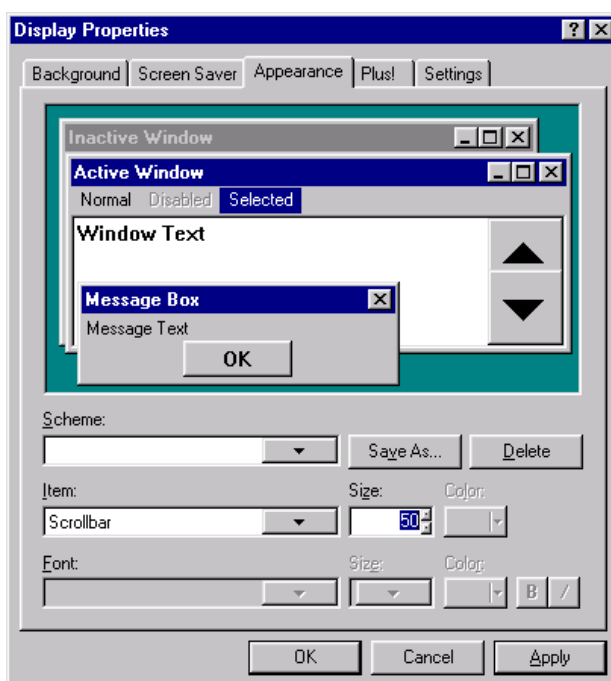 Display Properties
Background Screen Saver Appearance Plus! Settings
Inactive Window
Active Window
Normal Disabled Selected
Window Text
Message Box
Message Text
OK
Scheme:
Save As... Delete
Item: Size: Color:
Scrollbar 50
Font: Size: Color:
B /
OK Cancel Apply